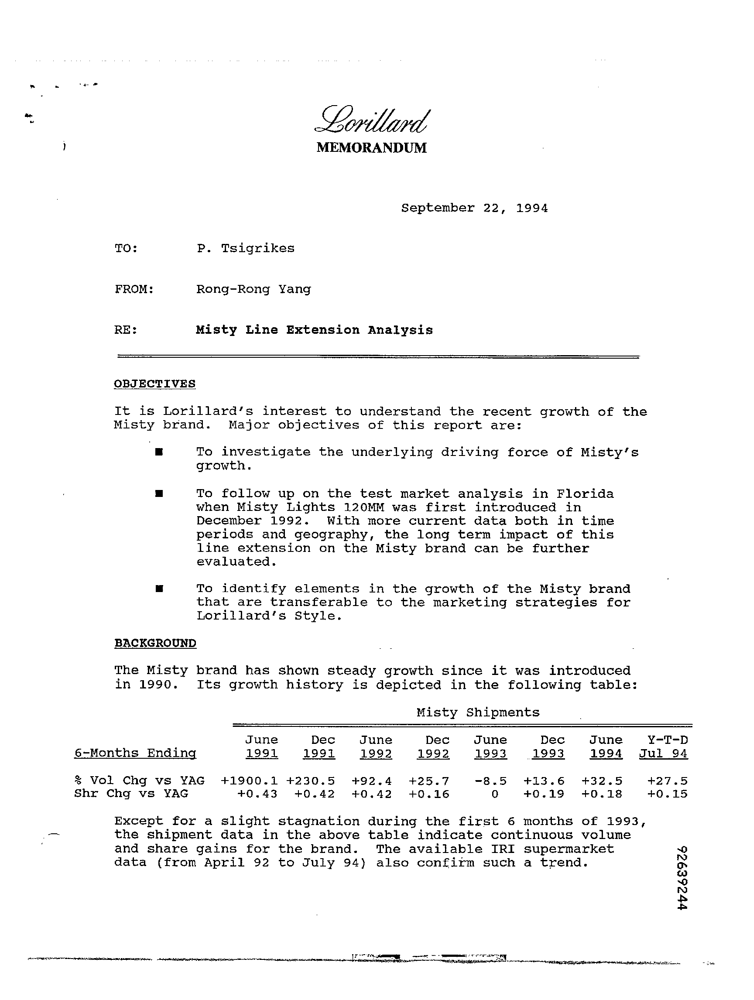 Lorillard
MEMORANDUM
September 22, 1994
TO: P. Tsigrikes
FROM: Rong-Rong Yang
RE: Misty Line Extension Analysis
OBJECTIVES
It is Lorillard's interest to understand the recent growth of the
Misty brand. Major objectives of this report are:
■ To investigate the underlying driving force of Misty's
growth.
■ To follow up on the test market analysis in Florida
when Misty Lights 120MM was first introduced in
December 1992. With more current data both in time
periods and geography, the long term impact of this
line extension on the Misty brand can be further
evaluated.
■ To identify elements in the growth of the Misty brand
that are transferable to the marketing strategies for
Lorillard's Style.
BACKGROUND
The Misty brand has shown steady growth since it was introduced
in 1990. Its growth history is depicted in the following table:
Misty Shipments
June Dec June Dec June Dec June Y-T-D
6-Months Ending 1991 1991 1992 1992 1993 1993 1994 Jul 94
% Vol Chg vs YAG +1900.1 +230.5 +92.4 +25.7 -8.5 +13.6 +32.5 +27.5
Shr Chg vs YAG +0.43 +0.42 +0.42 +0.16 0 +0.19 +0.18 +0.15
Except for a slight stagnation during the first 6 months of 1993,
the shipment data in the above table indicate continuous volume
and share gains for the brand. The available IRI supermarket
data (from April 92 to July 94) also confirm such a trend.
92639244